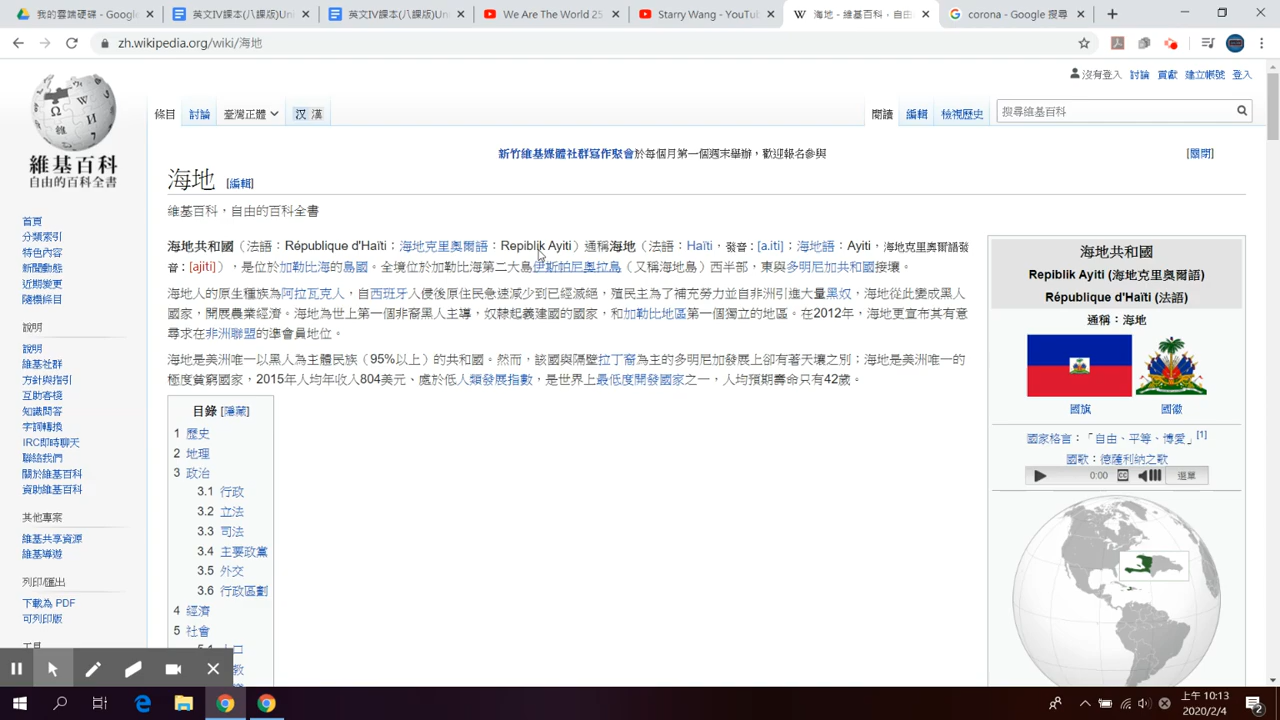 我的雲端硬碟 - Google
英文IV課本(八課版)Uni
英文IV課本(八課版)Uni
We Are The World 25
Starry Wang - YouTube
海地 - 維基百科，自由
corona - Google 搜尋
zh.wikipedia.org/wiki/海地
沒有登入 討論 貢獻 建立帳號 登入
條目 討論 臺灣正體 汉 漢
閱讀 編輯 檢視歷史 搜尋維基百科
維基百科
自由的百科全書
新竹維基媒體社群寫作聚會於每個月第一個週末舉辦，歡迎報名參與 [關閉]
海地 [編輯]
維基百科，自由的百科全書
海地共和國（法語：République d'Haïti；海地克里奧爾語：Repiblik Ayiti）通稱海地（法語：Haïti，發音：[a.iti]；海地語：Ayiti，海地克里奧爾語發
音：[ajiti]），是位於加勒比海的島國。全境位於加勒比海第二大島伊斯帕尼奧拉島（又稱海地島）西半部，東與多明尼加共和國接壤。
海地人的原生種族為阿拉瓦克人，自西班牙人侵後原住民急速減少到已經滅絕，殖民主為了補充勞力並自非洲引進大量黑奴，海地從此變成黑人
國家，開展農業經濟。海地為世上第一個非裔黑人主導，奴隸起義建國的國家，和加勒比地區第一個獨立的地區。在2012年，海地更宣布其有意
尋求在非洲聯盟的準會員地位。
海地是美洲唯一以黑人為主體民族（95%以上）的共和國。然而，該國與隔壁拉丁裔為主的多明尼加發展上卻有著天壤之別；海地是美洲唯一的
極度貧窮國家，2015年人均年收入804美元、處於低人類發展指數，是世界上最低度開發國家之一，人均預期壽命只有42歲。
目錄 [隱藏]
1 歷史
2 地理
3 政治
3.1 行政
3.2 立法
3.3 司法
3.4 主要政黨
3.5 外交
3.6 行政區劃
4 經濟
5 社會
首頁
分類索引
特色內容
新聞動態
近期變更
隨機條目
說明
說明
維基社群
方針與指引
互助客棧
知識問答
字詞轉換
IRC即時聊天
聯絡我們
關於維基百科
資助維基百科
其他專案
維基共享資源
維基導遊
列印/匯出
下載為 PDF
可列印版
工具
海地共和國
Repiblik Ayiti (海地克里奧爾語)
République d'Haïti (法語)
通稱：海地
國旗 國徽
國家格言：「自由、平等、博愛」[1]
國歌：德薩利納之歌
0:00 選單
上午 10:13
2020/2/4
2